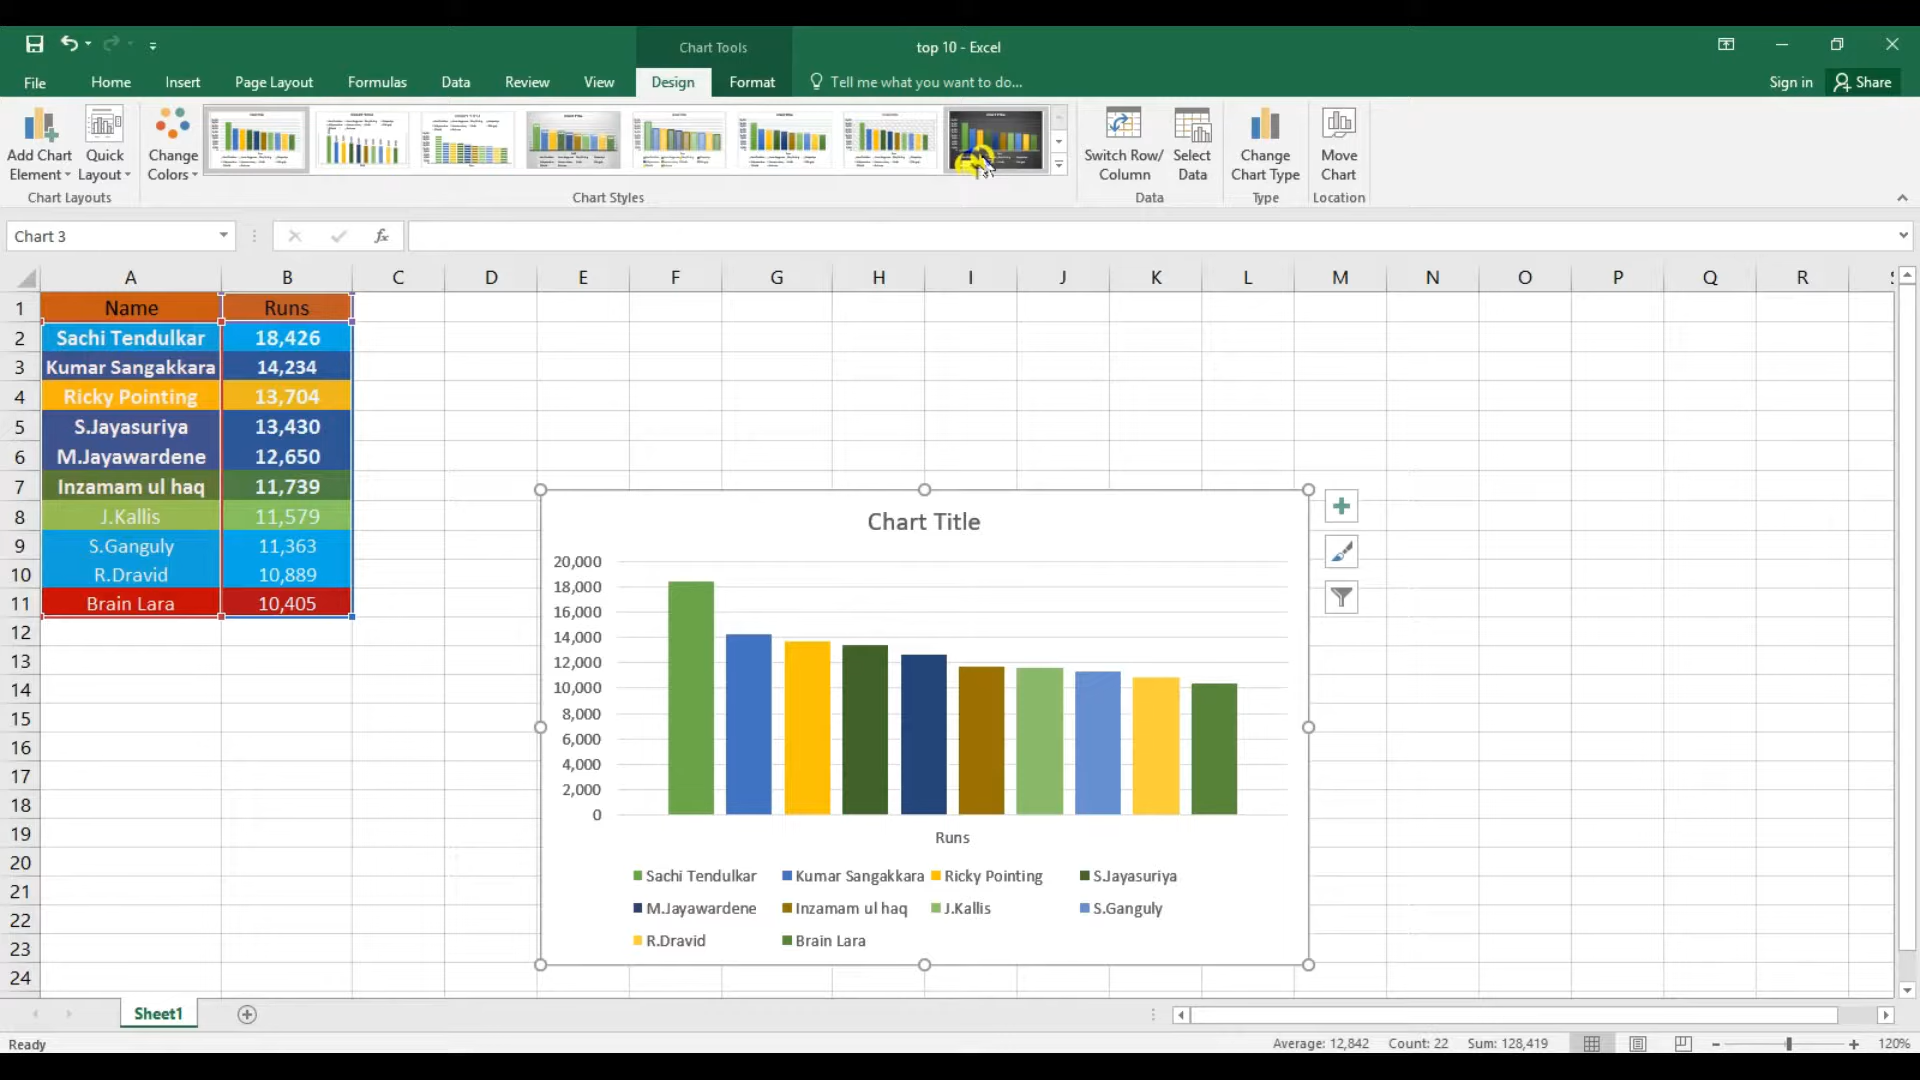 Chart Tools
top 10 - Excel
File Home Insert Page Layout Formulas Data Review View Design Format Tell me what you want to do... Sign in Share
Add Chart Element
Quick Layout
Change Colors
Switch Row/ Column
Select Data
Change Chart Type
Move Chart
Chart Layouts Chart Styles Data Type Location
Chart 3 fx
A B C D E F G H I J K L M N O P Q R
1 Name Runs
2 Sachi Tendulkar 18,426
3 Kumar Sangakkara 14,234
4 Ricky Pointing 13,704
5 S.Jayasuriya 13,430
6 M.Jayawardene 12,650
7 Inzamam ul haq 11,739
8 J.Kallis 11,579
9 S.Ganguly 11,363
10 R.Dravid 10,889
11 Brain Lara 10,405
12
13
14
15
16
17
18
19
20
21
22
23
24
Chart Title
20,000
18,000
16,000
14,000
12,000
10,000
8,000
6,000
4,000
2,000
0
Runs
Sachi Tendulkar Kumar Sangakkara Ricky Pointing S.Jayasuriya
M.Jayawardene Inzamam ul haq J.Kallis S.Ganguly
R.Dravid Brain Lara
Sheet1
Ready Average: 12,842 Count: 22 Sum: 128,419 120%